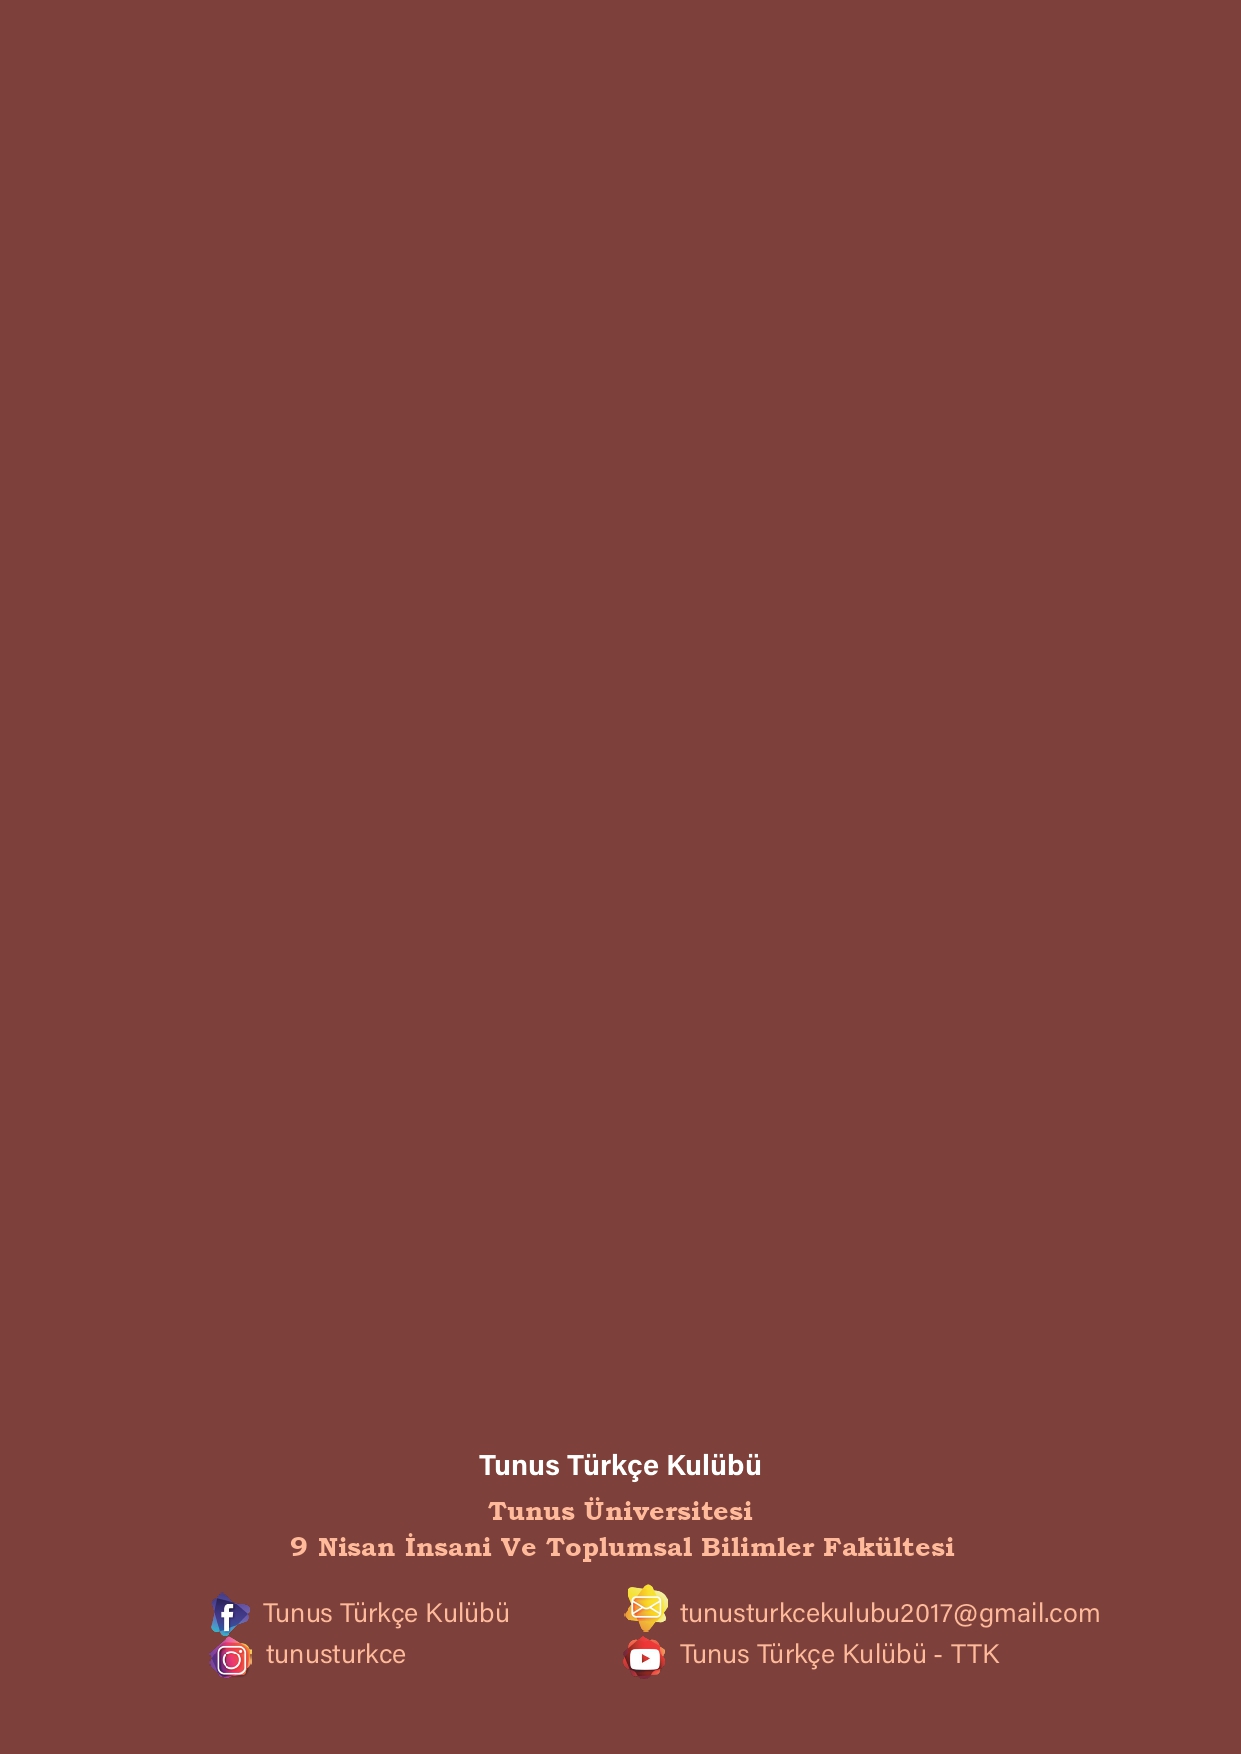 Tunus Türkçe Kulübü
Tunus Üniversitesi
9 Nisan İnsani Ve Toplumsal Bilimler Fakültesi
Tunus Türkçe Kulübü
tunusturkcekulubu2017@gmail.com
tunusturkce
Tunus Türkçe Kulübü - TTK